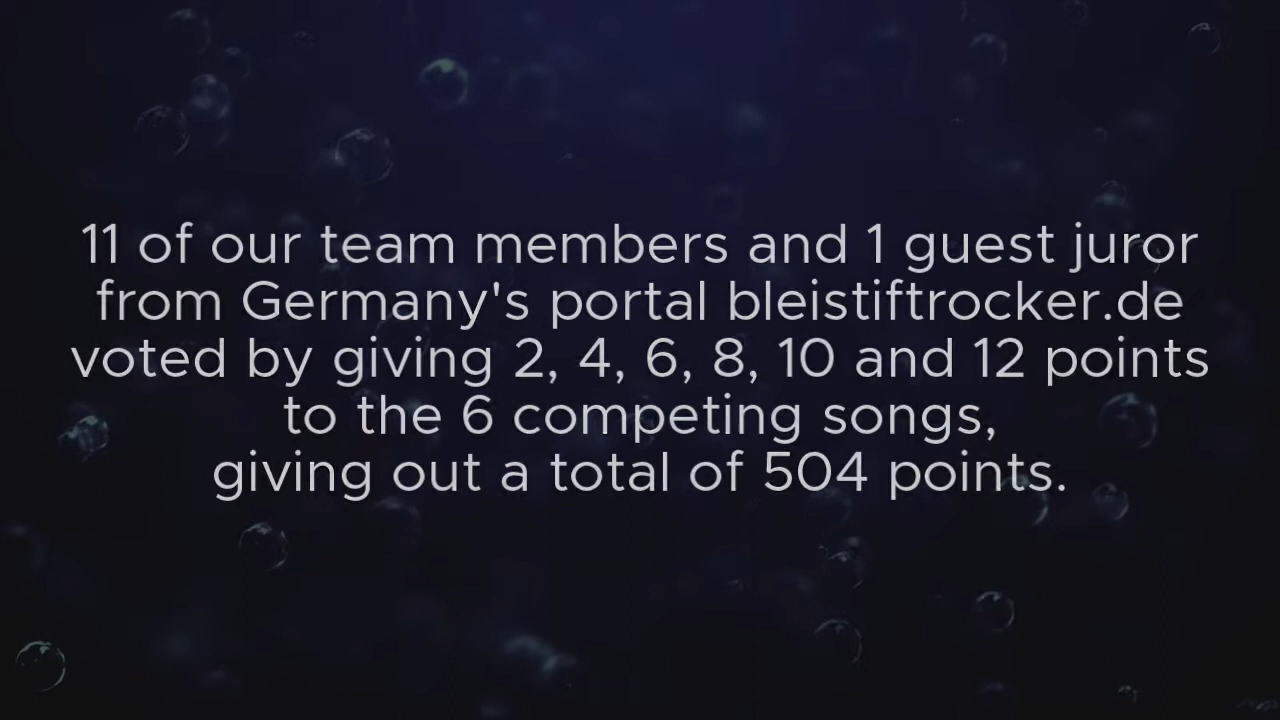 11 of our team members and 1 guest juror
from Germany's portal bleistiftrocker.de
voted by giving 2, 4, 6, 8, 10 and 12 points
to the 6 competing songs,
giving out a total of 504 points.